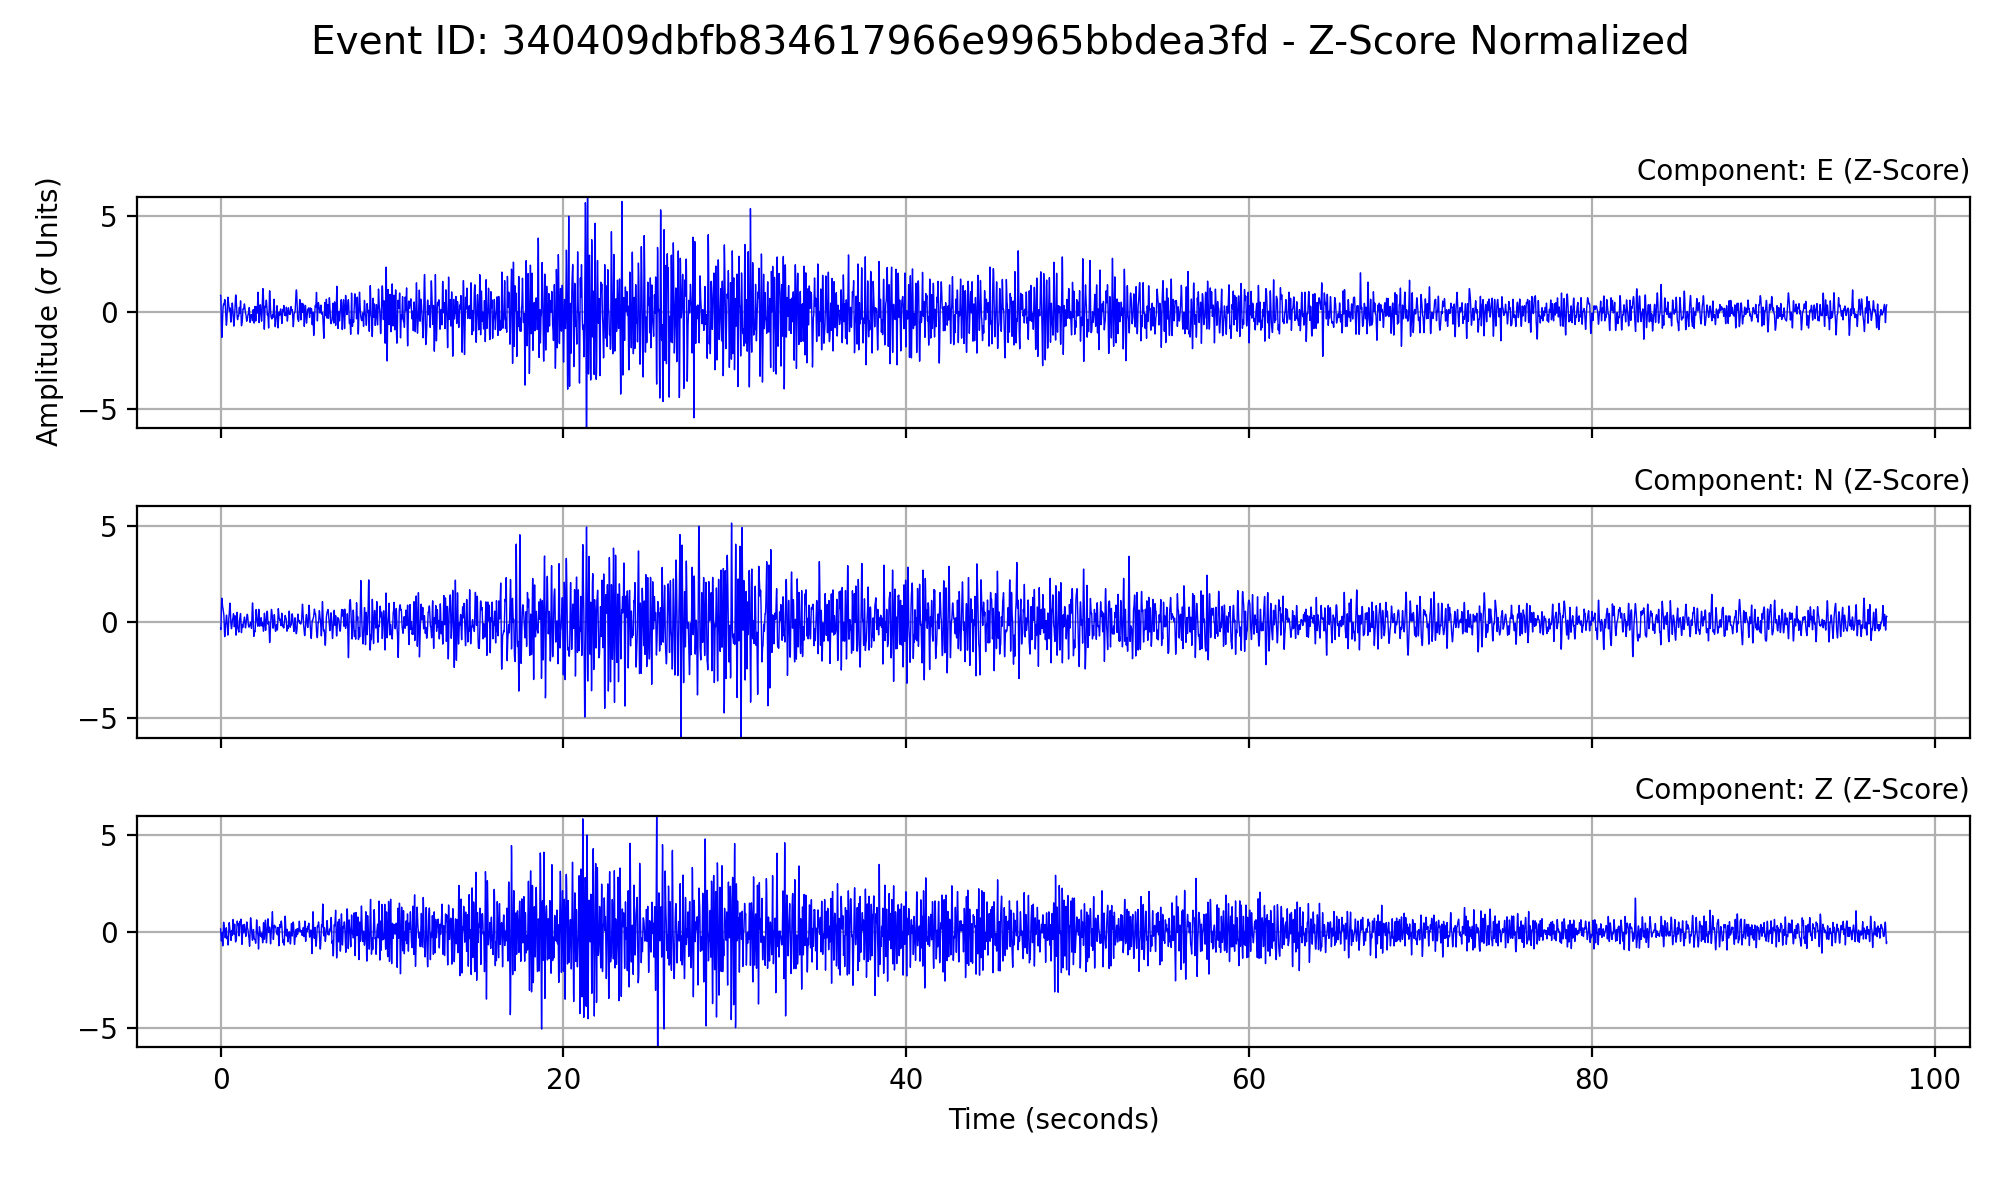 Event ID: 340409dbfb834617966e9965bbdea3fd - Z-Score Normalized
Component: E (Z-Score)
Amplitude (σ Units)
5
0
−5
Component: N (Z-Score)
5
0
−5
Component: Z (Z-Score)
5
0
−5
0 20 40 60 80 100
Time (seconds)